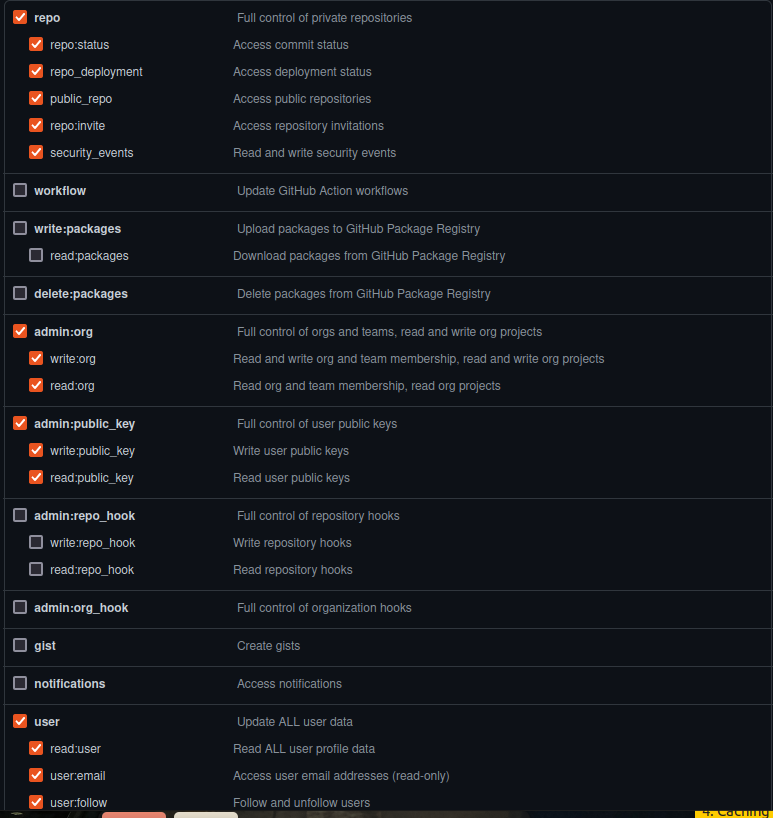 repo Full control of private repositories
repo:status Access commit status
repo_deployment Access deployment status
public_repo Access public repositories
repo:invite Access repository invitations
security_events Read and write security events
workflow Update GitHub Action workflows
write:packages Upload packages to GitHub Package Registry
read:packages Download packages from GitHub Package Registry
delete:packages Delete packages from GitHub Package Registry
admin:org Full control of orgs and teams, read and write org projects
write:org Read and write org and team membership, read and write org projects
read:org Read org and team membership, read org projects
admin:public_key Full control of user public keys
write:public_key Write user public keys
read:public_key Read user public keys
admin:repo_hook Full control of repository hooks
write:repo_hook Write repository hooks
read:repo_hook Read repository hooks
admin:org_hook Full control of organization hooks
gist Create gists
notifications Access notifications
user Update ALL user data
read:user Read ALL user profile data
user:email Access user email addresses (read-only)
user:follow Follow and unfollow users
4. Caching